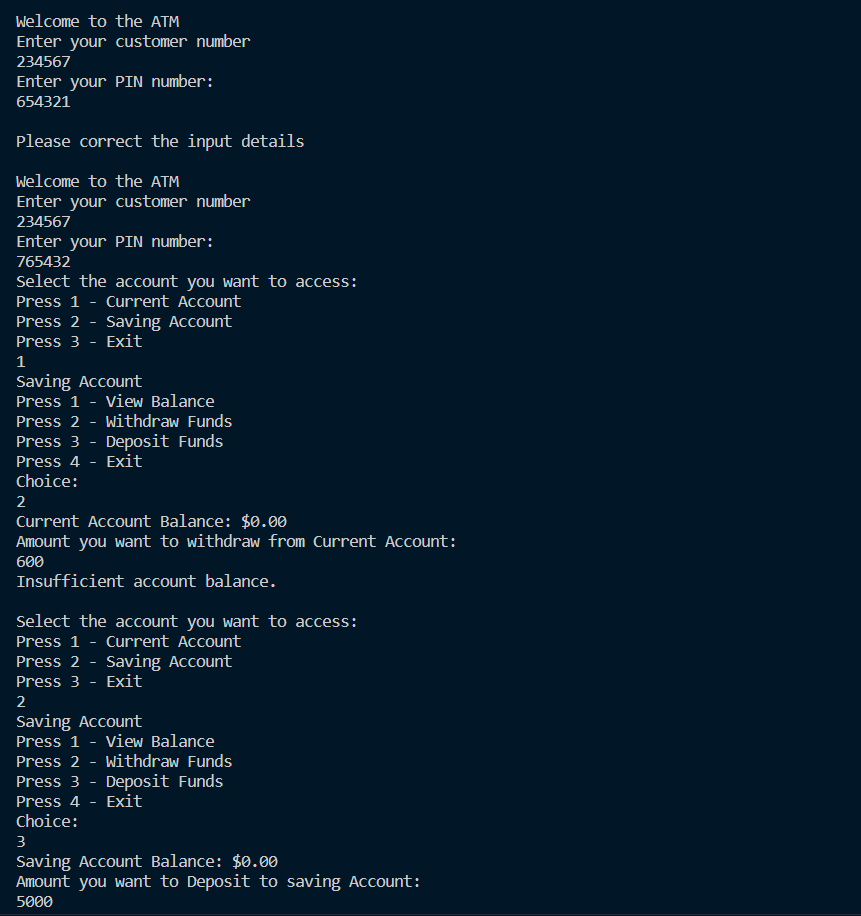 Welcome to the ATM
Enter your customer number
234567
Enter your PIN number:
654321
Please correct the input details
Welcome to the ATM
Enter your customer number
234567
Enter your PIN number:
765432
Select the account you want to access:
Press 1 - Current Account
Press 2 - Saving Account
Press 3 - Exit
1
Saving Account
Press 1 - View Balance
Press 2 - Withdraw Funds
Press 3 - Deposit Funds
Press 4 - Exit
Choice:
2
Current Account Balance: $0.00
Amount you want to withdraw from Current Account:
600
Insufficient account balance.
Select the account you want to access:
Press 1 - Current Account
Press 2 - Saving Account
Press 3 - Exit
2
Saving Account
Press 1 - View Balance
Press 2 - Withdraw Funds
Press 3 - Deposit Funds
Press 4 - Exit
Choice:
3
Saving Account Balance: $0.00
Amount you want to Deposit to saving Account:
5000